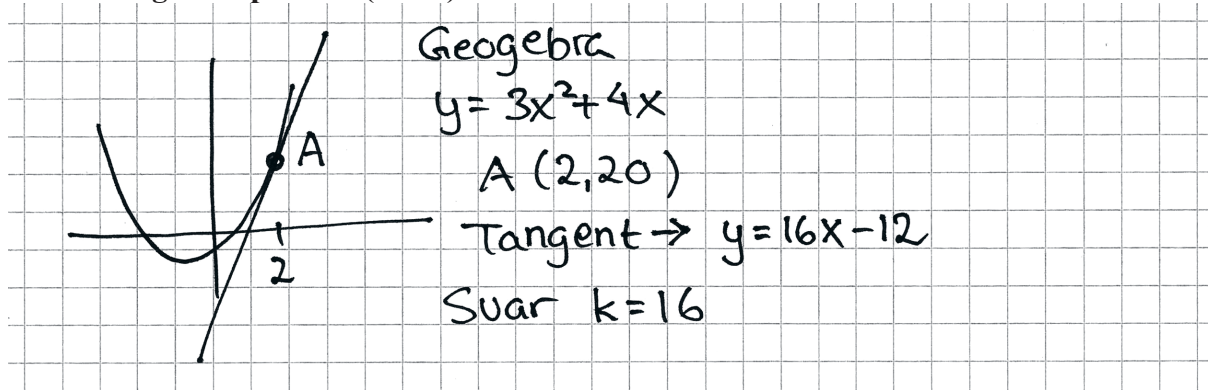 Geogebra
y = 3x²+4x
A
A (2,20)
Tangent → y = 16x-12
2
Svar k = 16